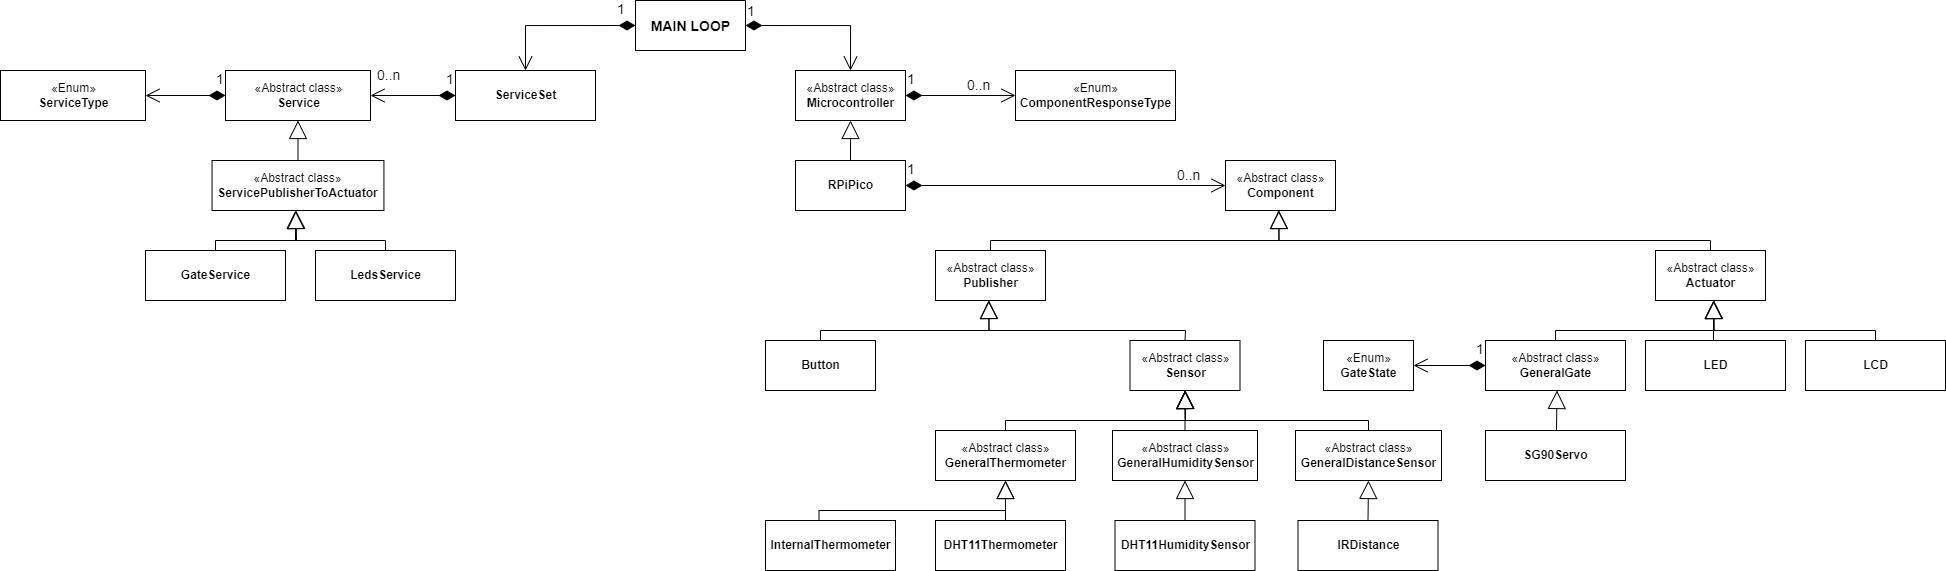 1
MAIN LOOP
1
«Enum»
ServiceType
1
«Abstract class»
Service
0..n
1
ServiceSet
«Abstract class»
Microcontroller
1
0..n
«Enum»
ComponentResponseType
«Abstract class»
ServicePublisherToActuator
RPiPico
1
0..n
«Abstract class»
Component
GateService
LedsService
«Abstract class»
Publisher
«Abstract class»
Actuator
Button
«Abstract class»
Sensor
«Enum»
GateState
1
«Abstract class»
GeneralGate
LED
LCD
«Abstract class»
GeneralThermometer
«Abstract class»
GeneralHumiditySensor
«Abstract class»
GeneralDistanceSensor
SG90Servo
InternalThermometer
DHT11Thermometer
DHT11HumiditySensor
IRDistance